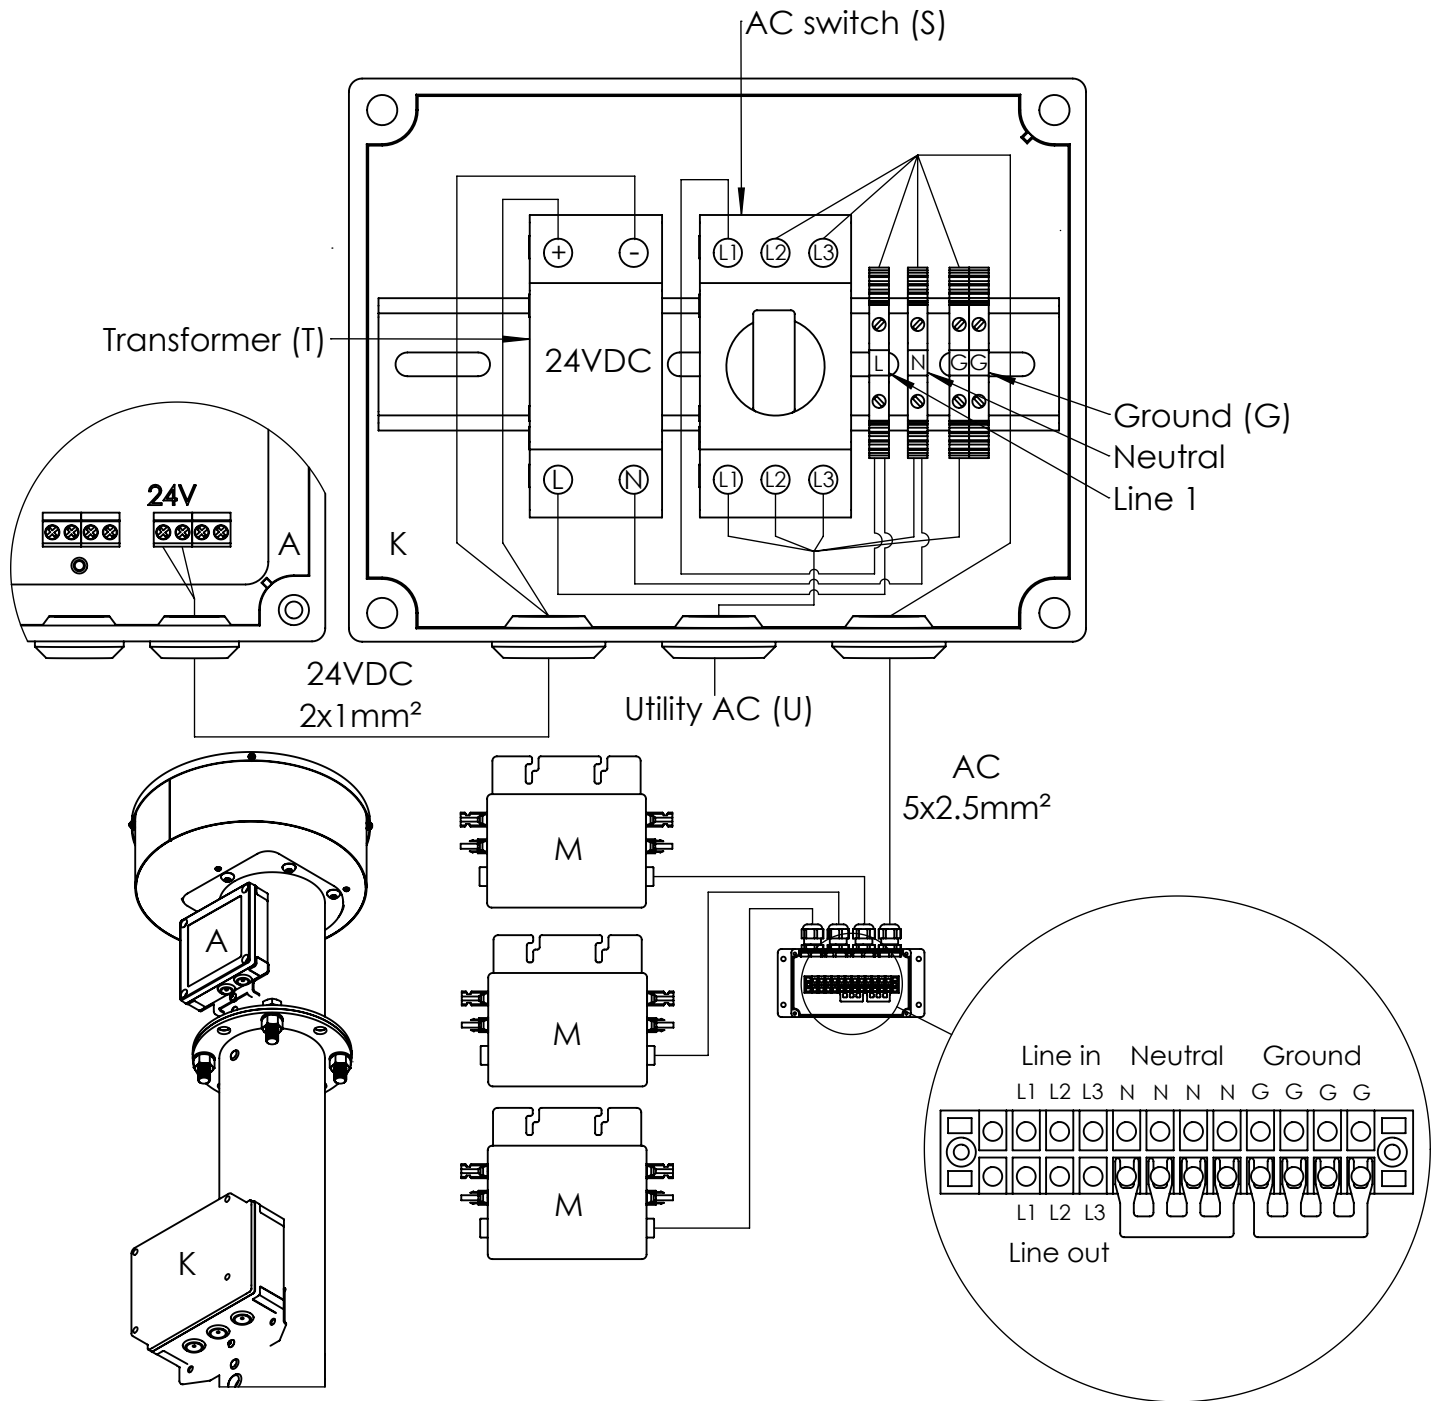 AC switch (S)
+ - L1 L2 L3
Transformer (T)
24VDC
L N G G
Ground (G)
Neutral
Line 1
L N L1 L2 L3
24V
A
K
24VDC
2x1mm²
Utility AC (U)
AC
5x2.5mm²
M
A
M
M
K
Line in Neutral Ground
L1 L2 L3 N N N N G G G G
L1 L2 L3
Line out